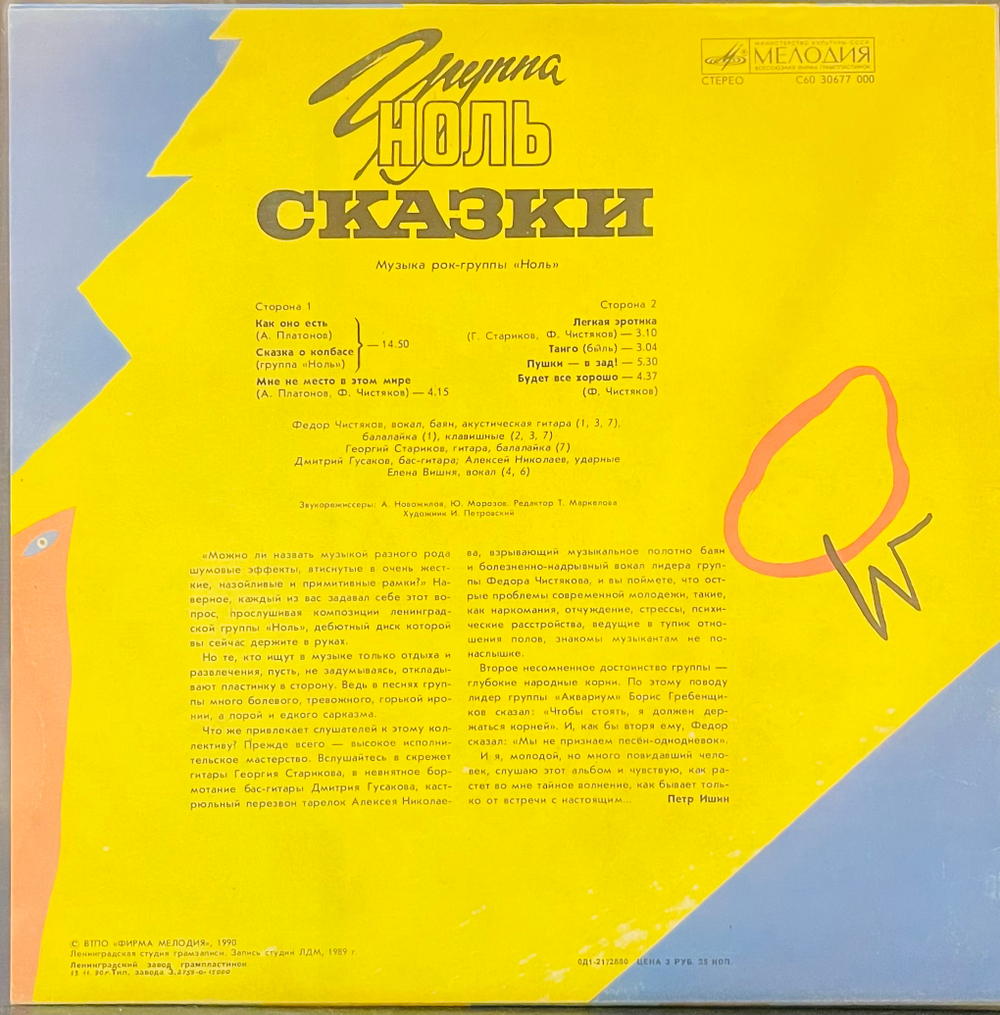 Группа
НОЛЬ
СКАЗКИ
МИНИСТЕРСТВО КУЛЬТУРЫ СССР
МЕЛОДИЯ
ВСЕСОЮЗНАЯ ФИРМА ГРАМПЛАСТИНОК
СТЕРЕО С60 30677 000
Музыка рок-группы «Ноль»
Сторона 1
Как оно есть
(А. Платонов)
Сказка о колбасе
(группа «Ноль»)
— 14.50
Мне не место в этом мире
(А. Платонов, Ф. Чистяков) — 4.15
Сторона 2
Легкая эротика
(Г. Стариков, Ф. Чистяков) — 3.10
Танго (быль) — 3.04
Пушки — в зад! — 5.30
Будет все хорошо — 4.37
(Ф. Чистяков)
Федор Чистяков, вокал, баян, акустическая гитара (1, 3, 7),
балалайка (1), клавишные (2, 3, 7)
Георгий Стариков, гитара, балалайка (7)
Дмитрий Гусаков, бас-гитара; Алексей Николаев, ударные
Елена Вишня, вокал (4, 6)
Звукорежиссеры: А. Новожилов, Ю. Морозов. Редактор Т. Маркелова
Художник И. Петровский
«Можно ли назвать музыкой разного рода
шумовые эффекты, втиснутые в очень жест-
кие, назойливые и примитивные рамки?» На-
верное, каждый из вас задавал себе этот во-
прос, прослушивая композиции ленинград-
ской группы «Ноль», дебютный диск которой
вы сейчас держите в руках.
Но те, кто ищут в музыке только отдыха и
развлечения, пусть, не задумываясь, отклады-
вают пластинку в сторону. Ведь в песнях груп-
пы много болевого, тревожного, горькой иро-
нии, а порой и едкого сарказма.
Что же привлекает слушателей к этому кол-
лективу? Прежде всего — высокое исполни-
тельское мастерство. Вслушайтесь в скрежет
гитары Георгия Старикова, в невнятное бор-
мотание бас-гитары Дмитрия Гусакова, каст-
рюльный перезвон тарелок Алексея Николае-
ва, взрывающий музыкальное полотно баян
и болезненно-надрывный вокал лидера груп-
пы Федора Чистякова, и вы поймете, что ост-
рые проблемы современной молодежи, такие,
как наркомания, отчуждение, стрессы, психи-
ческие расстройства, ведущие в тупик отно-
шения полов, знакомы музыкантам не по-
наслышке.
Второе несомненное достоинство группы —
глубокие народные корни. По этому поводу
лидер группы «Аквариум» Борис Гребенщи-
ков сказал: «Чтобы стоять, я должен дер-
жаться корней». И, как бы вторя ему, Федор
сказал: «Мы не признаем песен-однодневок».
И я, молодой, но много повидавший чело-
век, слушаю этот альбом и чувствую, как ра-
стет во мне тайное волнение, как бывает толь-
ко от встречи с настоящим... Петр Ишин
© ВТПО «ФИРМА МЕЛОДИЯ», 1990
Ленинградская студия грамзаписи. Запись студии ЛДМ, 1989 г.
Ленинградский завод грампластинок
13 11. 90 г. Тип. завода З. 2759-0-15000
ОД1-21/2880 ЦЕНА 3 РУБ. 25 КОП.